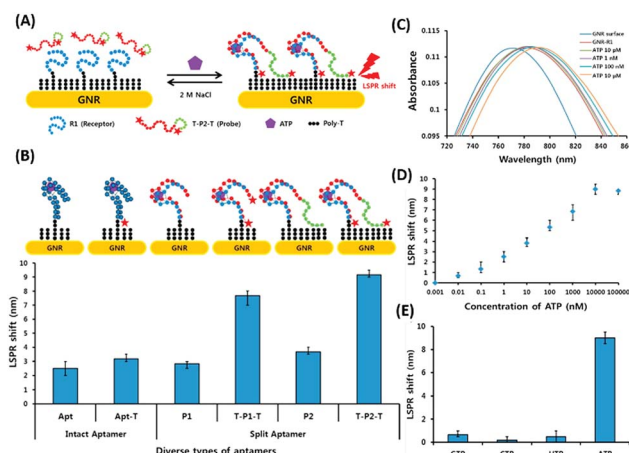 (A)
GNR
2 M NaCl
GNR
LSPR shift
R1 (Receptor)
T-P2-T (Probe)
ATP
Poly-T
(B)
GNR
GNR
GNR
GNR
GNR
GNR
LSPR shift (nm)
10
9
8
7
6
5
4
3
2
1
0
Apt
Apt-T
P1
T-P1-T
P2
T-P2-T
Intact Aptamer
Split Aptamer
Diverse types of aptamers
(C)
Absorbance
0.115
0.11
0.105
0.1
0.095
GNR surface
GNR-R1
ATP 10 pM
ATP 1 nM
ATP 100 nM
ATP 10 μM
720
740
760
780
800
820
840
Wavelength (nm)
(D)
LSPR shift (nm)
10
9
8
7
6
5
4
3
2
1
0
0.001
0.01
0.1
1
10
100
1000
10000
100000
Concentration of ATP (nM)
(E)
LSPR shift (nm)
10
8
6
4
2
0